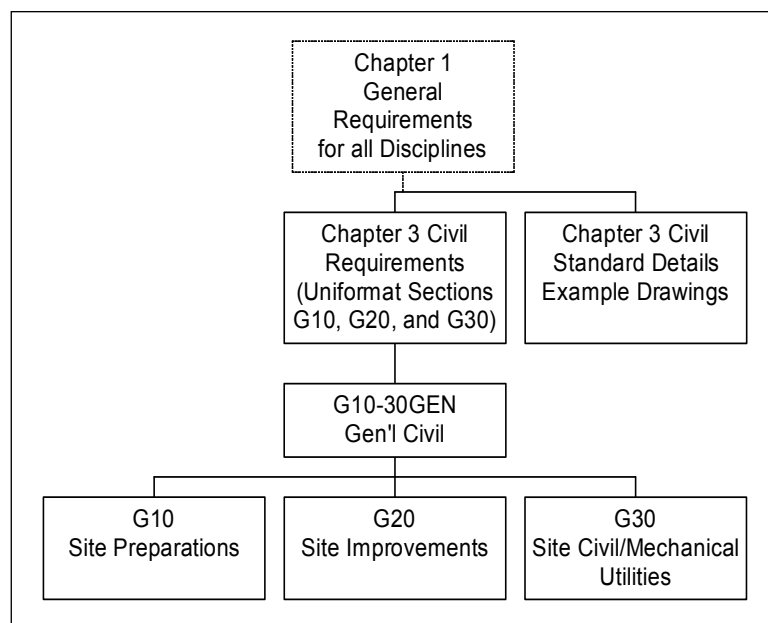 Chapter 1
General
Requirements
for all Disciplines
Chapter 3 Civil
Requirements
(Uniformat Sections
G10, G20, and G30)
Chapter 3 Civil
Standard Details
Example Drawings
G10-30GEN
Gen'l Civil
G10
Site Preparations
G20
Site Improvements
G30
Site Civil/Mechanical
Utilities